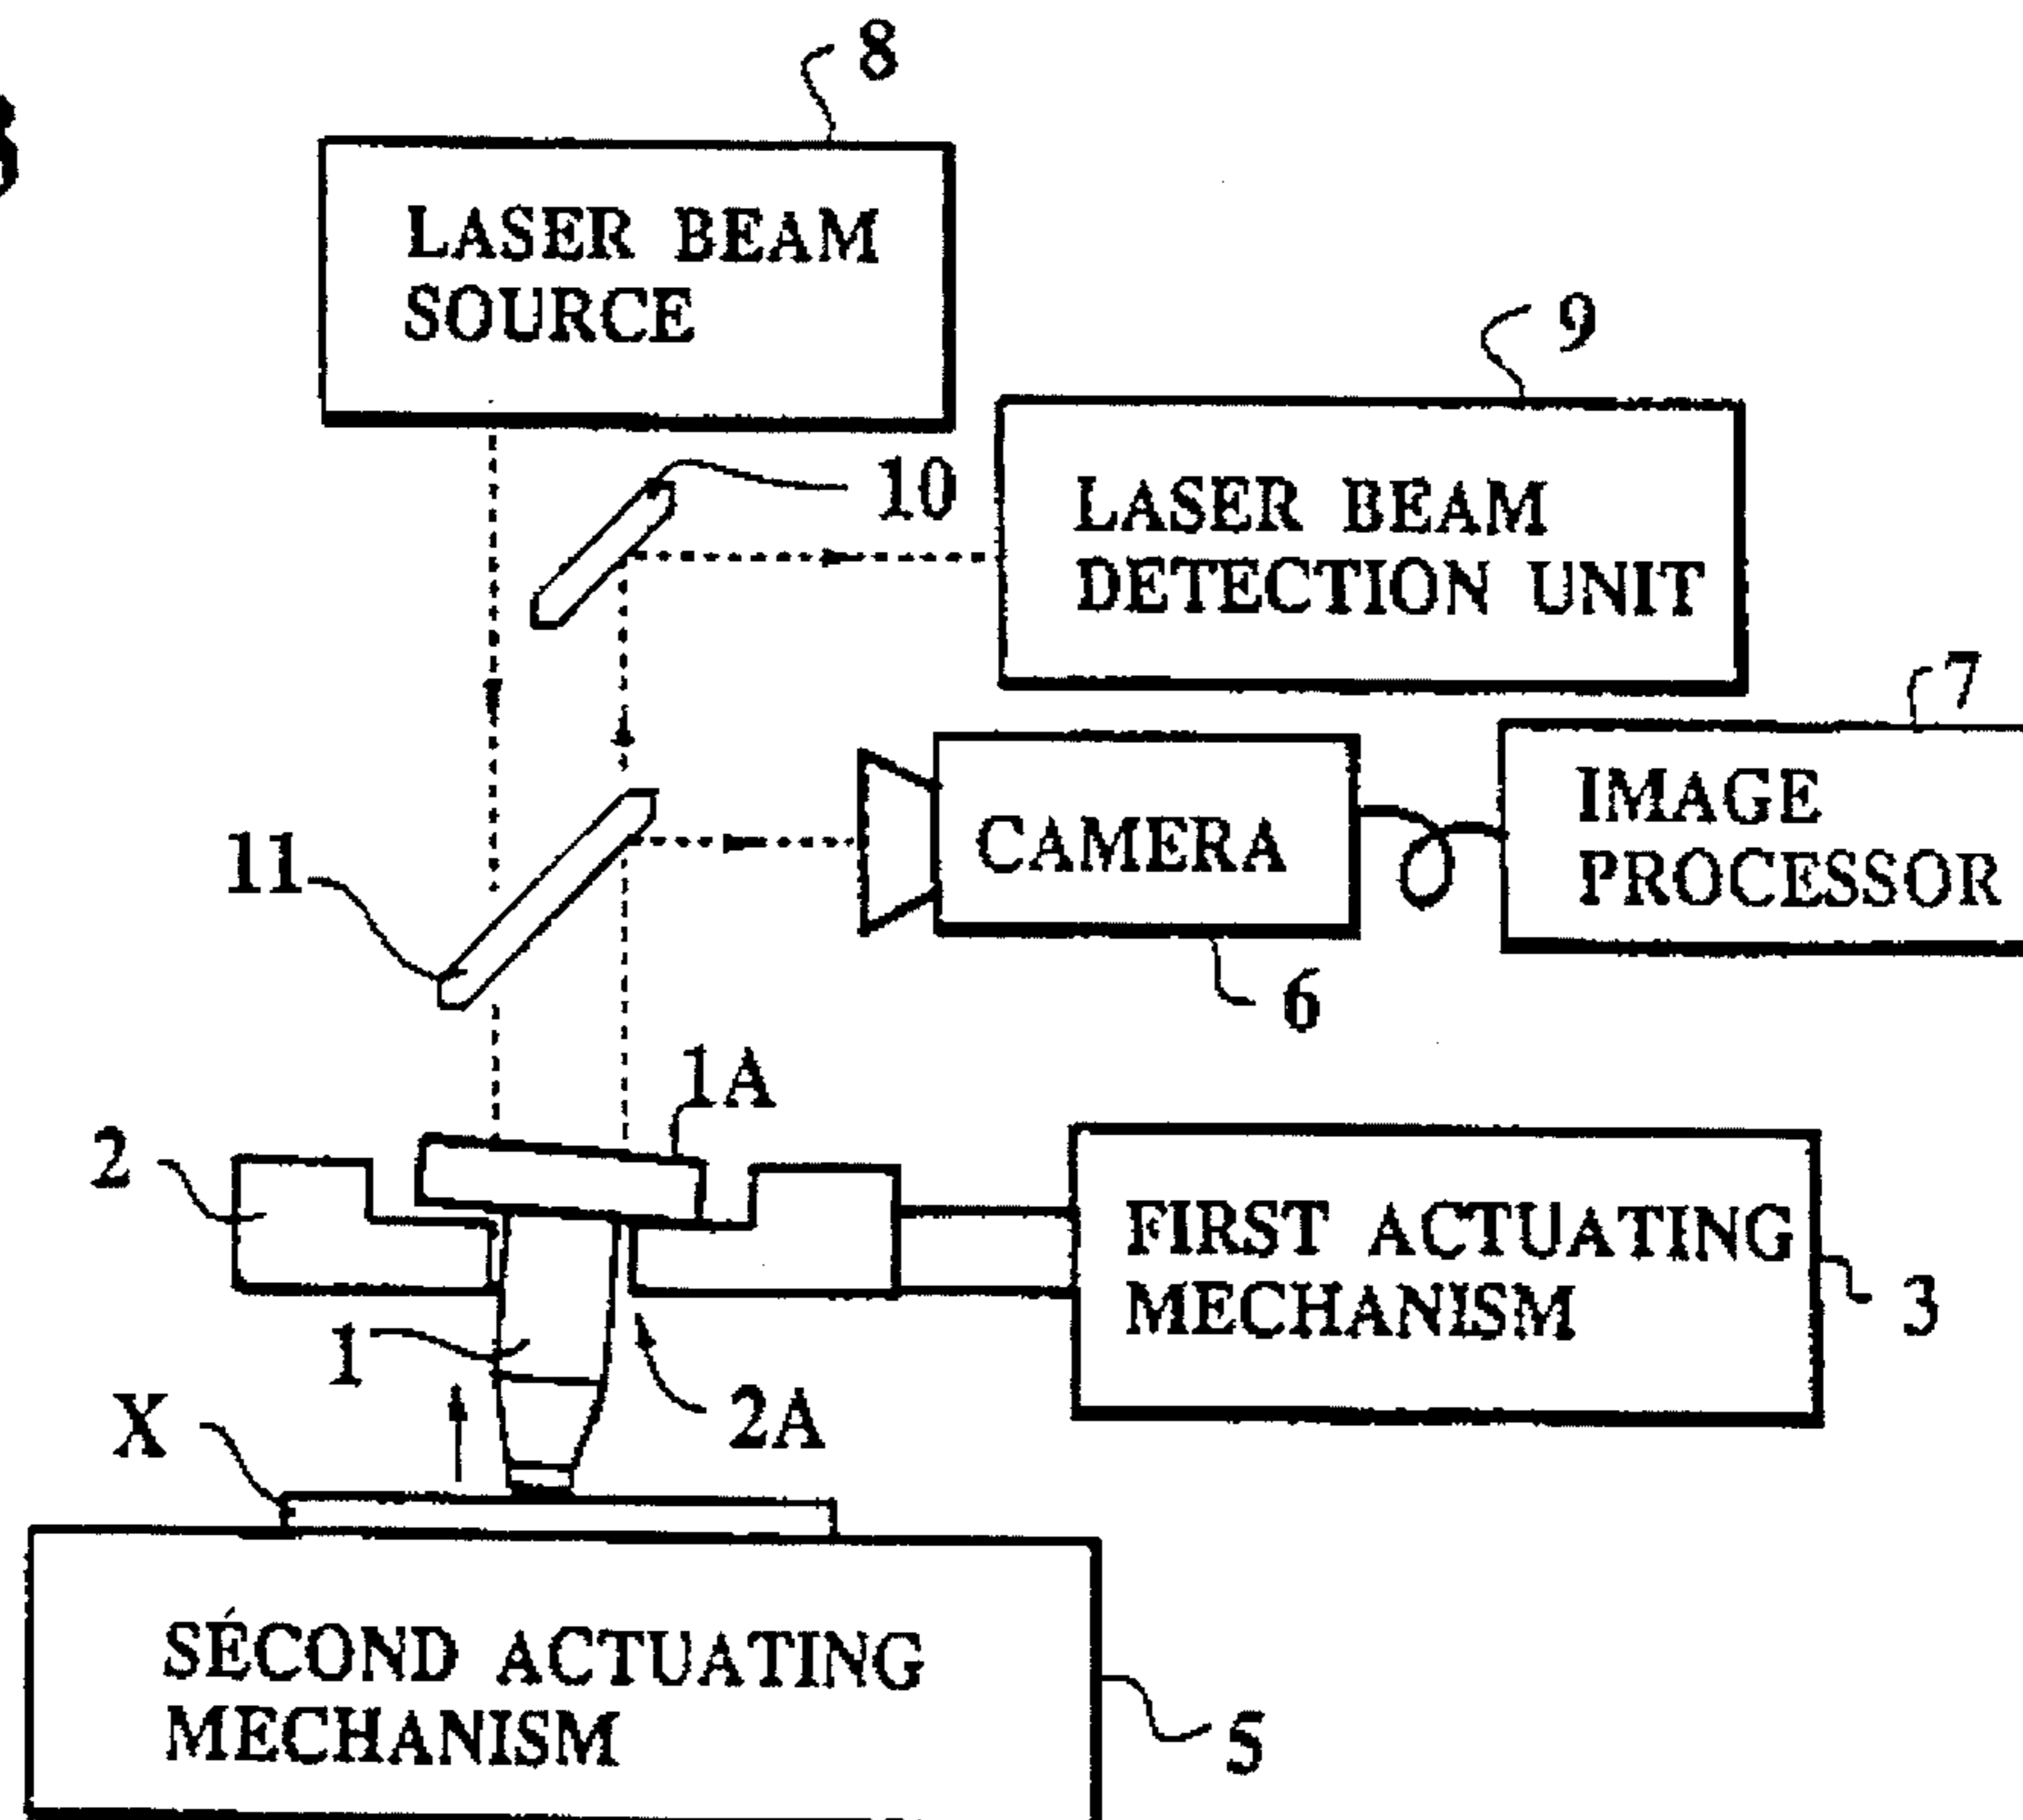 8
LASER BEAM
SOURCE
9
10
LASER BEAM
DETECTION UNIT
7
IMAGE
PROCESSOR
11
CAMERA
6
1A
2
FIRST ACTUATING
MECHANISM
3
1
2A
X
SECOND ACTUATING
MECHANISM
5